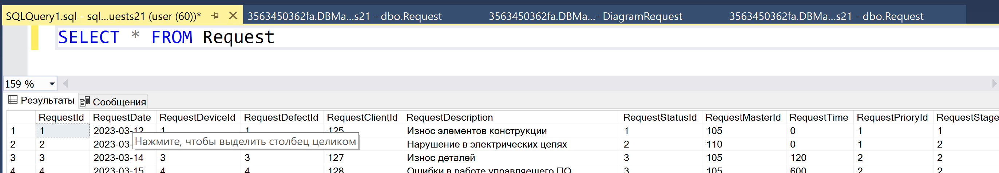 SQLQuery1.sql - sql...uests21 (user (60))* 3563450362fa.DBMa...s21 - dbo.Request 3563450362fa.DBMa...- DiagramRequest 3563450362fa.DBMa...s21 - dbo.Request
SELECT * FROM Request
159 %
Результаты Сообщения
RequestId RequestDate RequestDeviceId RequestDefectId RequestClientId RequestDescription RequestStatusId RequestMasterId RequestTime RequestPrioryId RequestStage
1 1 2023-03-12 1 1 125 Износ элементов конструкции 1 105 0 1 1
Нажмите, чтобы выделить столбец целиком
2 2 2023-03- Нарушение в электрических цепях 2 110 0 1 2
3 3 2023-03-14 3 3 127 Износ деталей 3 105 120 2 2
4 4 2023-03-15 4 4 128 Ошибки в работе управляещего ПО 3 105 600 2 2